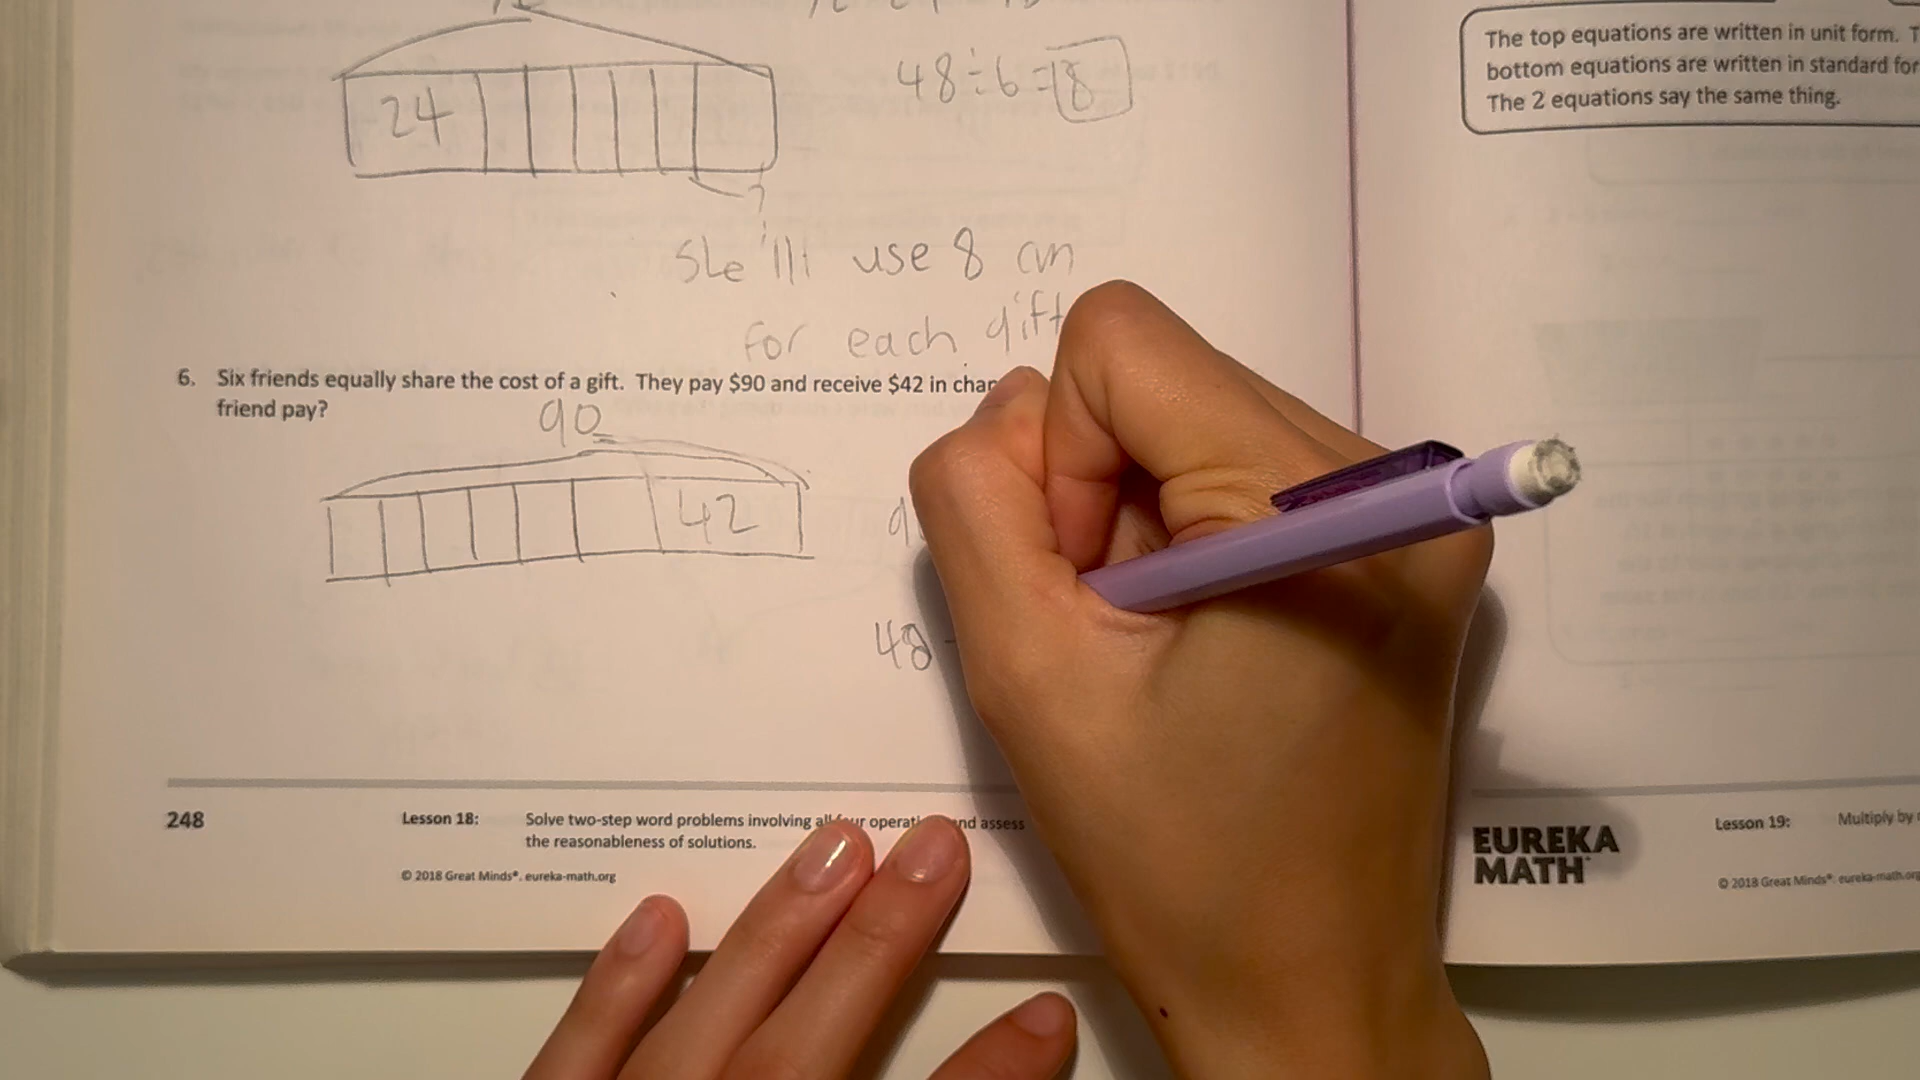 24
48÷6=8
?
She'll use 8 cm
for each gift
6. Six friends equally share the cost of a gift. They pay $90 and receive $42 in
friend pay?
90
42
48
248
Lesson 18: Solve two-step word problems involving and assess
the reasonableness of solutions.
© 2018 Great Minds®. eureka-math.org
The top equations are written in unit form.
bottom equations are written in standard
The 2 equations say the same thing.
EUREKA
MATH
Lesson 19: Multiply by
© 2018 Great Minds®. eureka-math.org